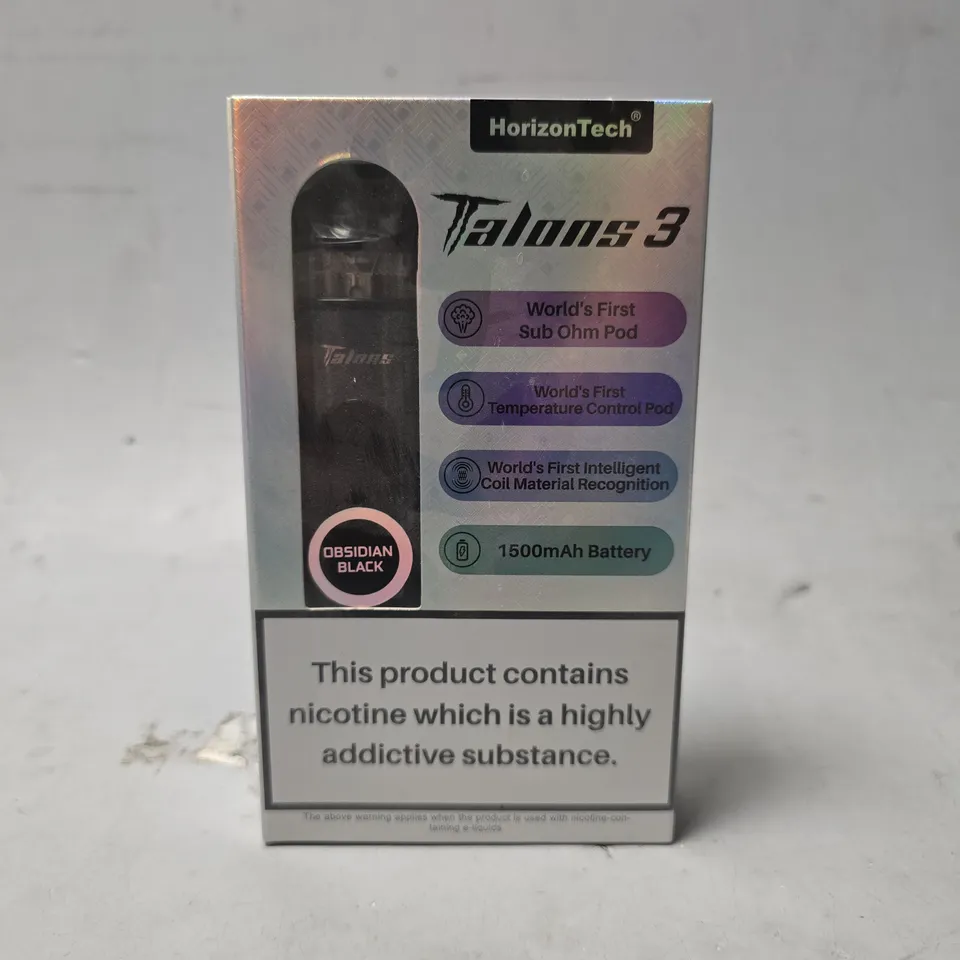 HorizonTech®
Talons 3
World's First
Sub Ohm Pod
Talons
World's First
Temperature Control Pod
World's First Intelligent
Coil Material Recognition
1500mAh Battery
OBSIDIAN
BLACK
This product contains
nicotine which is a highly
addictive substance.
The above warning applies when the product is used with nicotine-con-
taining e-liquids